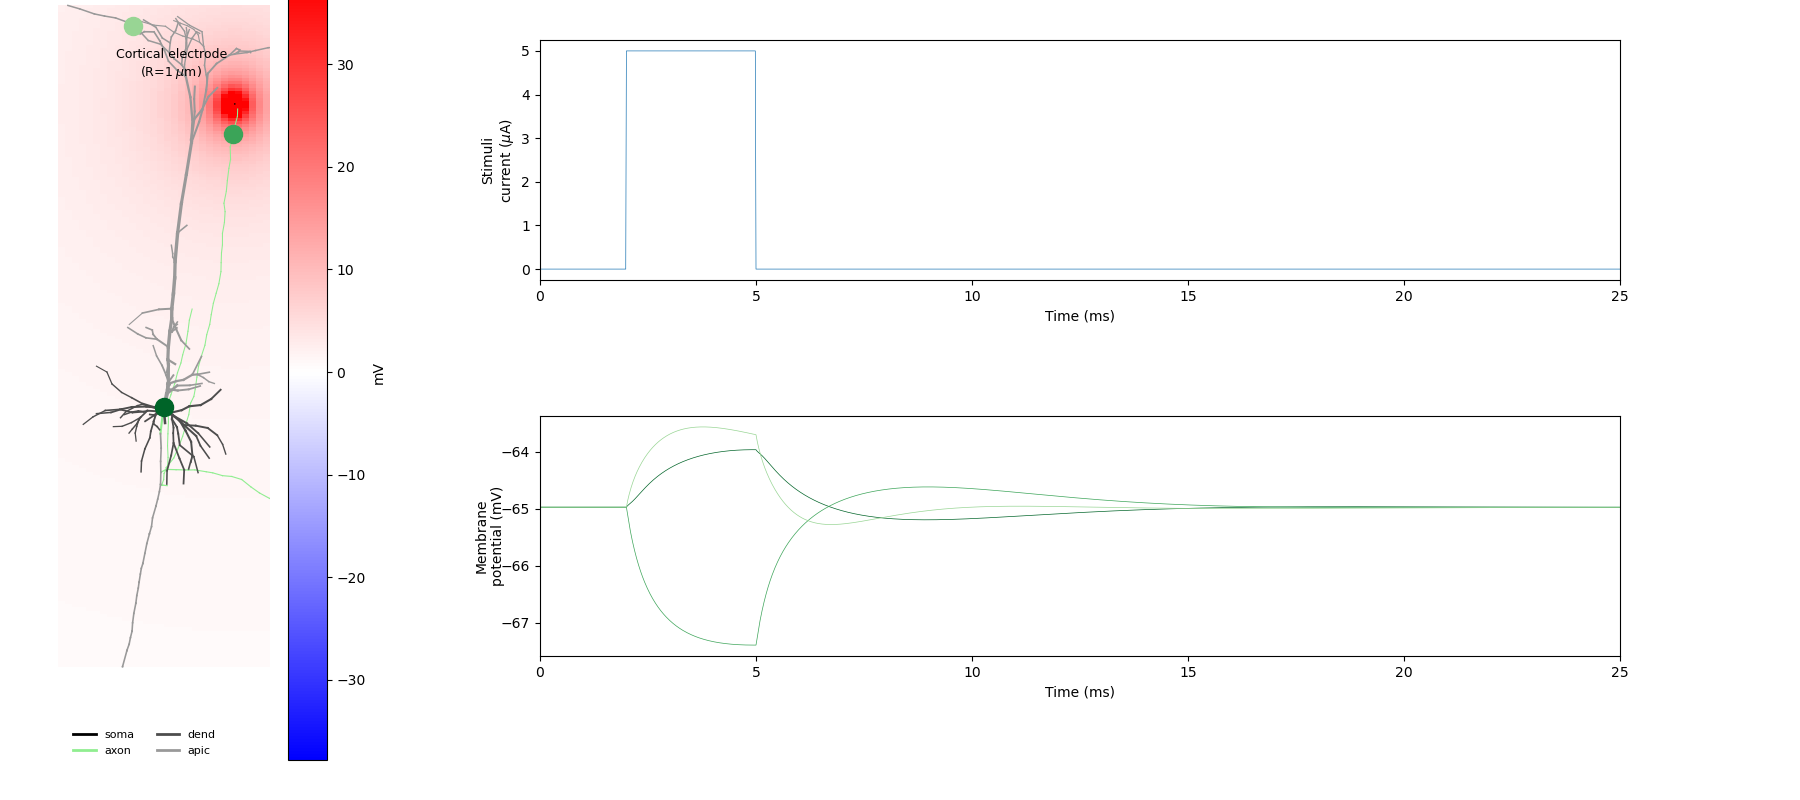 Cortical electrode
(R=1 μm)
30
20
10
0
−10
−20
−30
mV
soma
axon
dend
apic
5
4
3
2
1
0
Stimuli
current (μA)
0
5
10
15
20
25
Time (ms)
−64
−65
−66
−67
Membrane
potential (mV)
0
5
10
15
20
25
Time (ms)